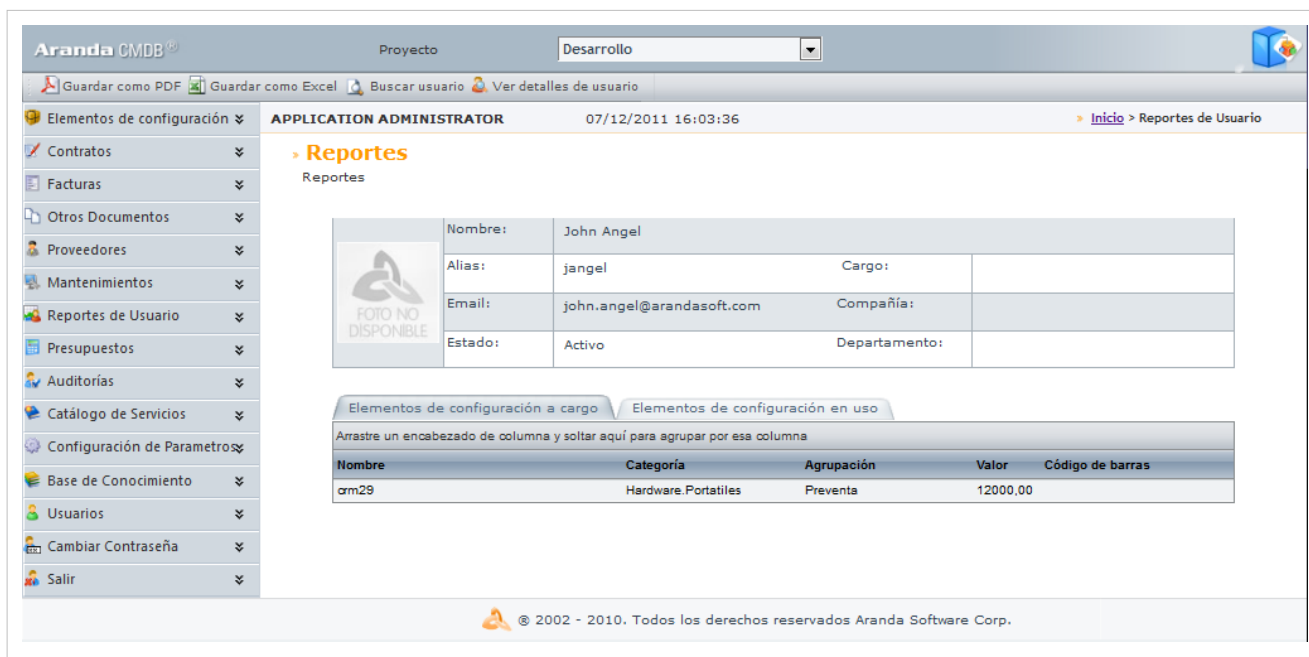 Aranda CMDB® Proyecto Desarrollo
Guardar como PDF Guardar como Excel Buscar usuario Ver detalles de usuario
Elementos de configuración
Contratos
Facturas
Otros Documentos
Proveedores
Mantenimientos
Reportes de Usuario
Presupuestos
Auditorías
Catálogo de Servicios
Configuración de Parametros
Base de Conocimiento
Usuarios
Cambiar Contraseña
Salir
APPLICATION ADMINISTRATOR 07/12/2011 16:03:36 » Inicio > Reportes de Usuario
» Reportes
Reportes
FOTO NO
DISPONIBLE
Nombre: John Angel
Alias: jangel Cargo:
Email: john.angel@arandasoft.com Compañía:
Estado: Activo Departamento:
Elementos de configuración a cargo Elementos de configuración en uso
Arrastre un encabezado de columna y soltar aquí para agrupar por esa columna
Nombre Categoría Agrupación Valor Código de barras
crm29 Hardware.Portatiles Preventa 12000,00
® 2002 - 2010. Todos los derechos reservados Aranda Software Corp.